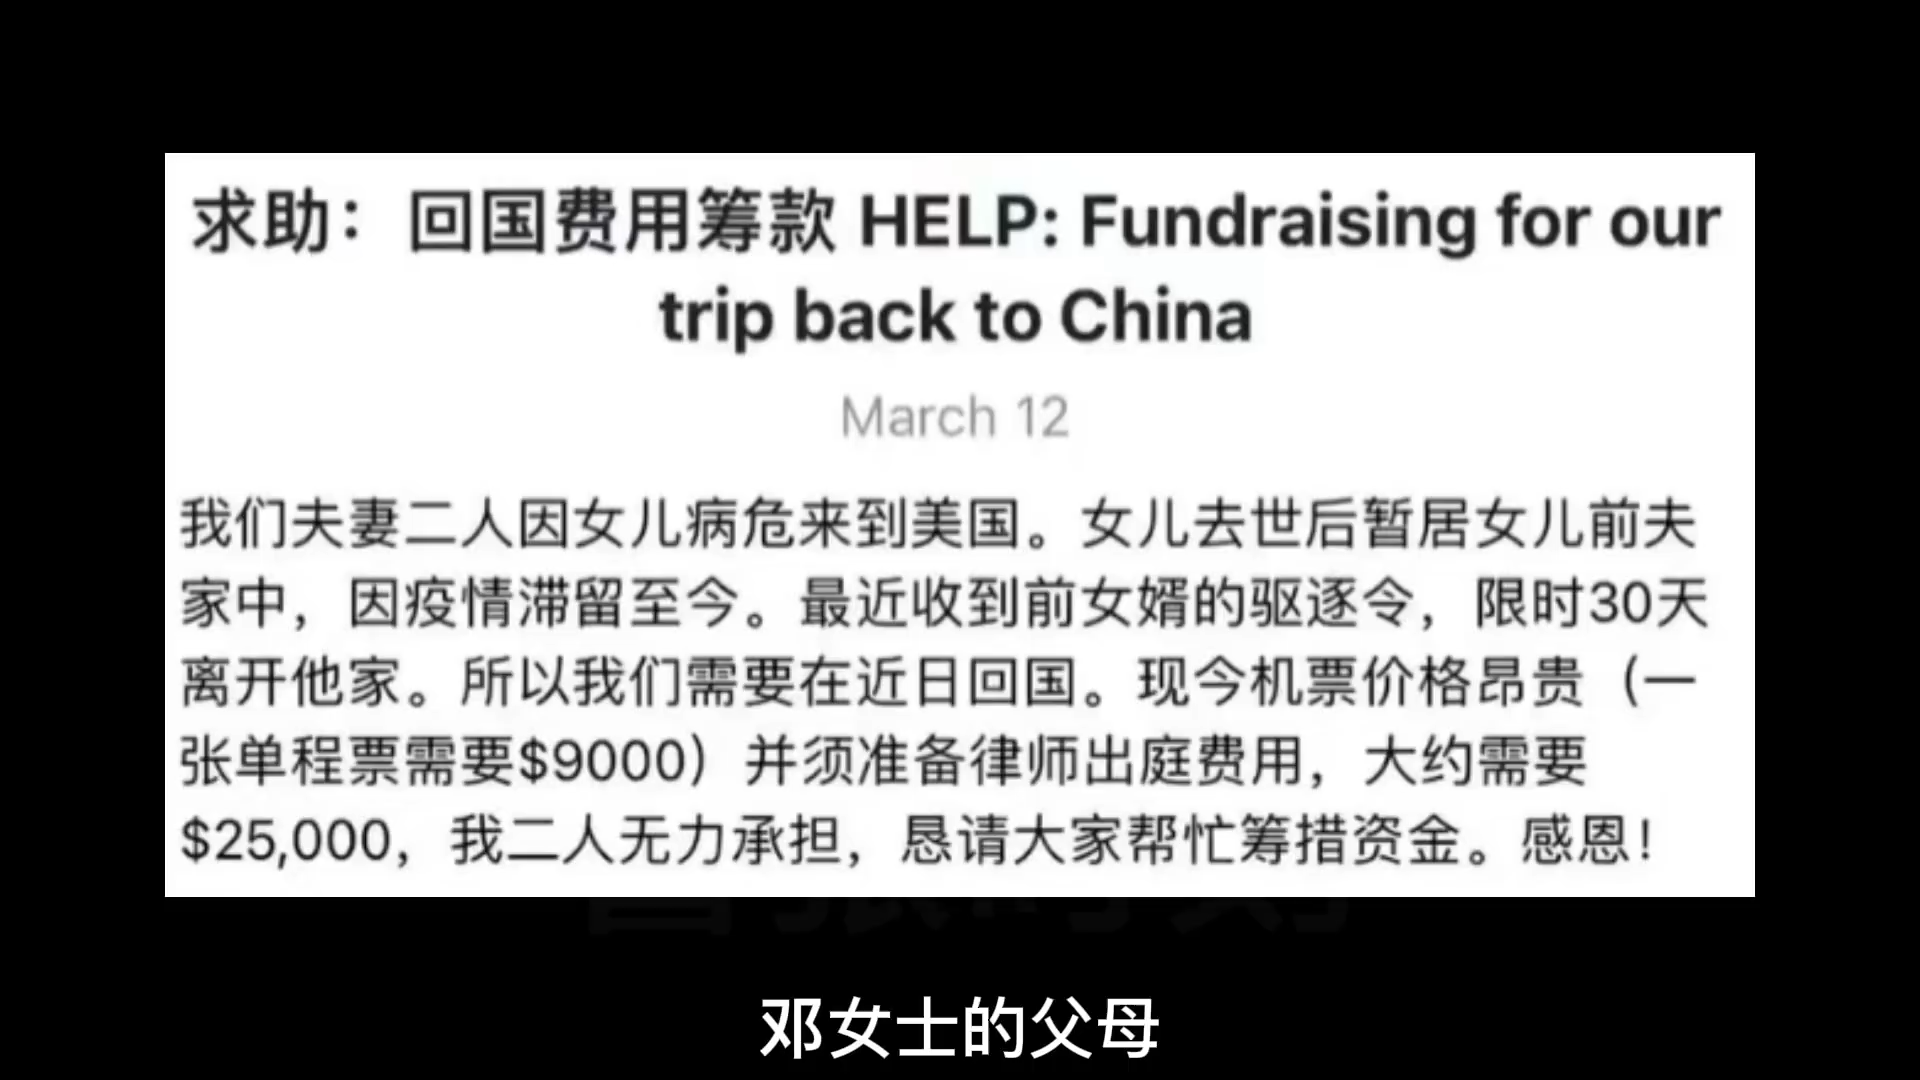 求助：回国费用筹款 HELP: Fundraising for our
trip back to China
March 12
我们夫妻二人因女儿病危来到美国。女儿去世后暂居女儿前夫
家中，因疫情滞留至今。最近收到前女婿的驱逐令，限时30天
离开他家。所以我们需要在近日回国。现今机票价格昂贵（一
张单程票需要$9000）并须准备律师出庭费用，大约需要
$25,000，我二人无力承担，恳请大家帮忙筹措资金。感恩！
邓女士的父母